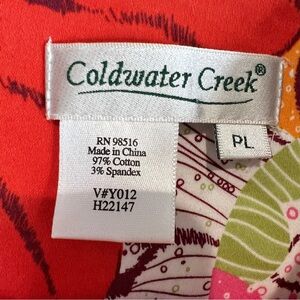 Coldwater Creek®
PL
RN 98516
Made in China
97% Cotton
3% Spandex
V#Y012
H22147